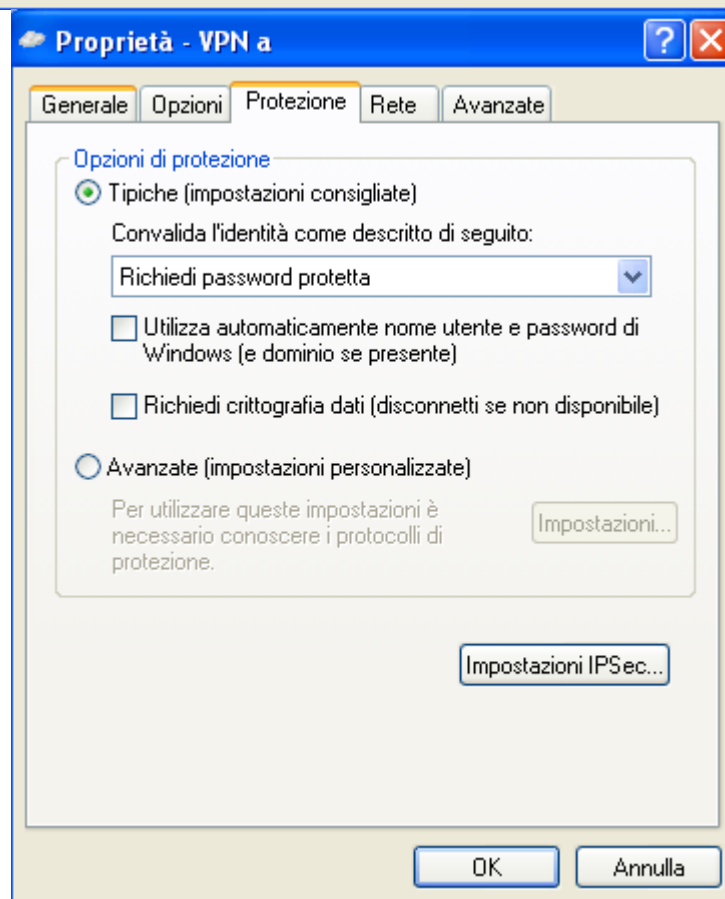 Proprietà - VPN a
Generale Opzioni Protezione Rete Avanzate
Opzioni di protezione
Tipiche (impostazioni consigliate)
Convalida l'identità come descritto di seguito:
Richiedi password protetta
Utilizza automaticamente nome utente e password di
Windows (e dominio se presente)
Richiedi crittografia dati (disconnetti se non disponibile)
Avanzate (impostazioni personalizzate)
Per utilizzare queste impostazioni è
necessario conoscere i protocolli di
protezione.
Impostazioni...
Impostazioni IPSec...
OK Annulla